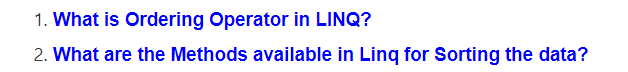 1. What is Ordering Operator in LINQ?
2. What are the Methods available in Linq for Sorting the data?